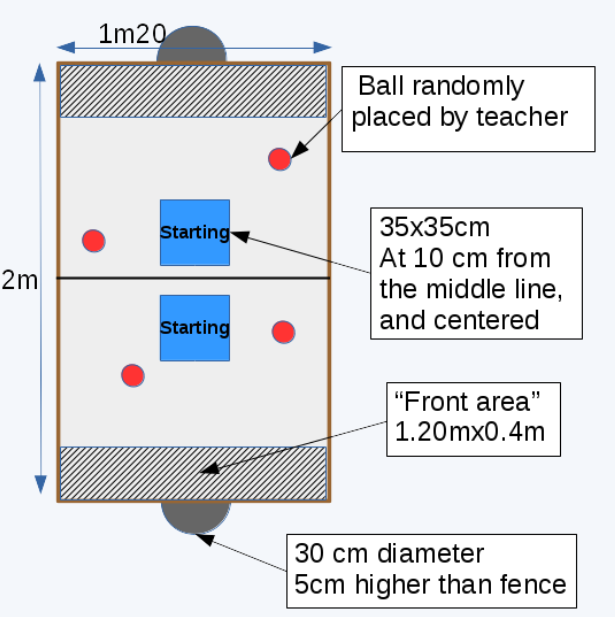 1m20
Ball randomly
placed by teacher
Starting
35x35cm
At 10 cm from
the middle line,
and centered
2m
Starting
“Front area”
1.20mx0.4m
30 cm diameter
5cm higher than fence